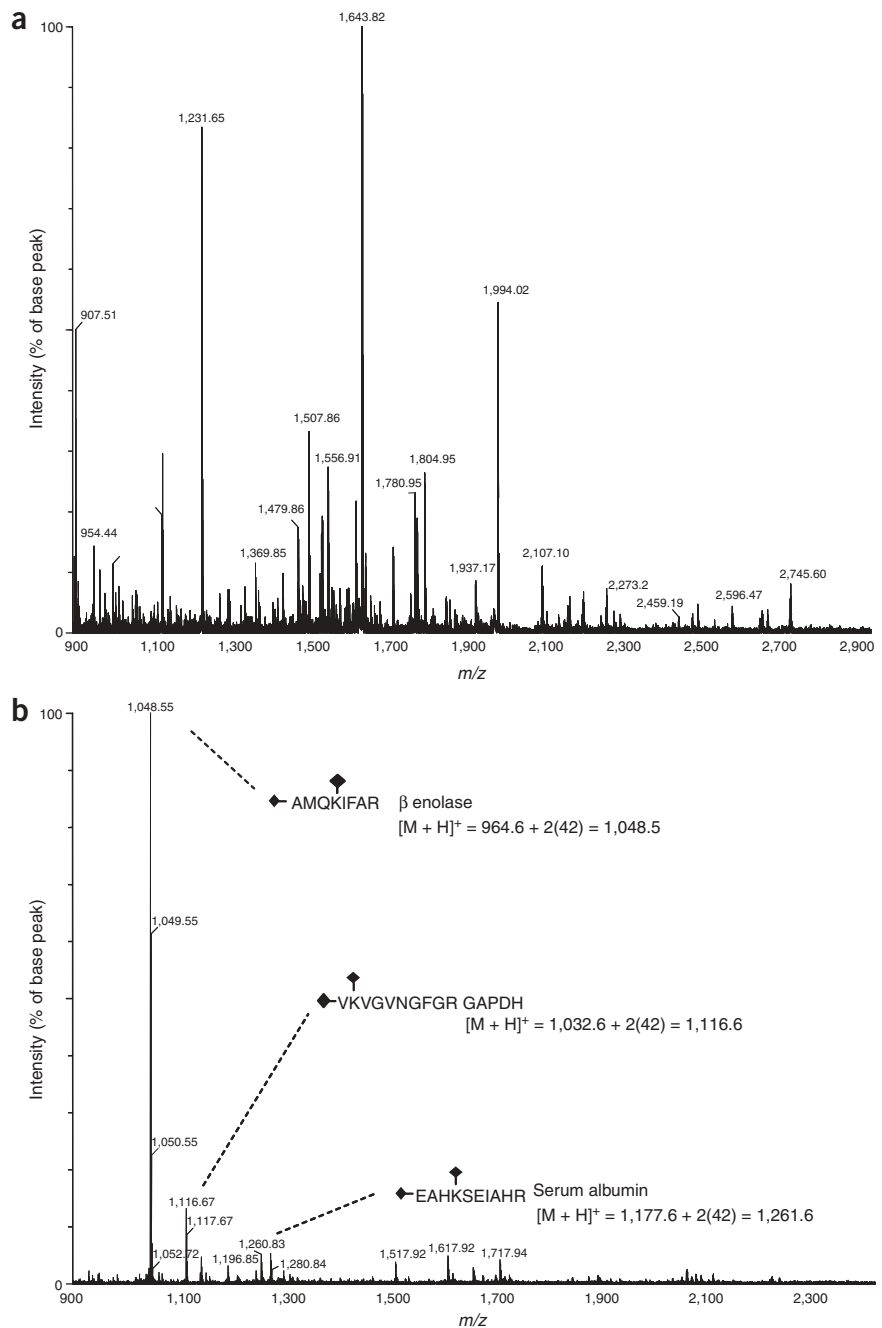 a
100
0
Intensity (% of base peak)
907.51
954.44
1,231.65
1,369.85
1,479.86
1,507.86
1,556.91
1,643.82
1,780.95
1,804.95
1,937.17
1,994.02
2,107.10
2,273.2
2,459.19
2,596.47
2,745.60
900 1,100 1,300 1,500 1,700 1,900 2,100 2,300 2,500 2,700 2,900
m/z
b
100
0
Intensity (% of base peak)
1,048.55
AMQKIFAR β enolase
[M + H]⁺ = 964.6 + 2(42) = 1,048.5
1,049.55
VKVGVNGFGR GAPDH
[M + H]⁺ = 1,032.6 + 2(42) = 1,116.6
1,050.55
EAHKSEIAHR Serum albumin
[M + H]⁺ = 1,177.6 + 2(42) = 1,261.6
1,116.67
1,117.67
1,052.72
1,196.85
1,260.83
1,280.84
1,517.92
1,617.92
1,717.94
900 1,100 1,300 1,500 1,700 1,900 2,100 2,300
m/z